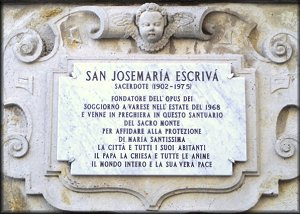 SAN JOSEMARÍA ESCRIVÁ
SACERDOTE (1902-1975)
FONDATORE DELL'OPUS DEI
SOGGIORNO A VARESE NELL'ESTATE DEL 1968
E VENNE IN PREGHIERA IN QUESTO SANTUARIO
DEL SACRO MONTE
PER AFFIDARE ALLA PROTEZIONE
DI MARIA SANTISSIMA
LA CITTÀ E TUTTI I SUOI ABITANTI
IL PAPA LA CHIESA E TUTTE LE ANIME
IL MONDO INTERO E LA SUA VERA PACE